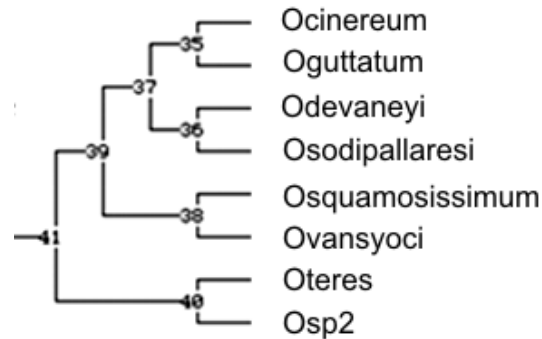 Ocinereum
35
Oguttatum
37
Odevaneyi
36
Osodipallaresi
39
Osquamosissimum
38
Ovansyoci
41
Oteres
40
Osp2